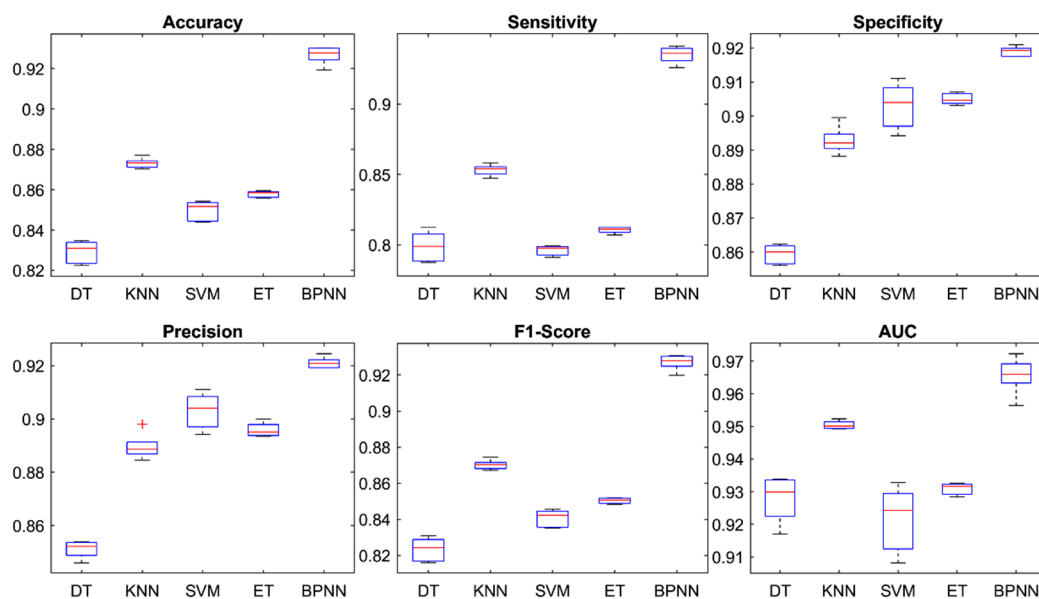 Accuracy
0.92
0.9
0.88
0.86
0.84
0.82
DT KNN SVM ET BPNN
Sensitivity
0.9
0.85
0.8
DT KNN SVM ET BPNN
Specificity
0.92
0.91
0.9
0.89
0.88
0.87
0.86
DT KNN SVM ET BPNN
Precision
0.92
0.9
0.88
0.86
DT KNN SVM ET BPNN
F1-Score
0.92
0.9
0.88
0.86
0.84
0.82
DT KNN SVM ET BPNN
AUC
0.97
0.96
0.95
0.94
0.93
0.92
0.91
DT KNN SVM ET BPNN